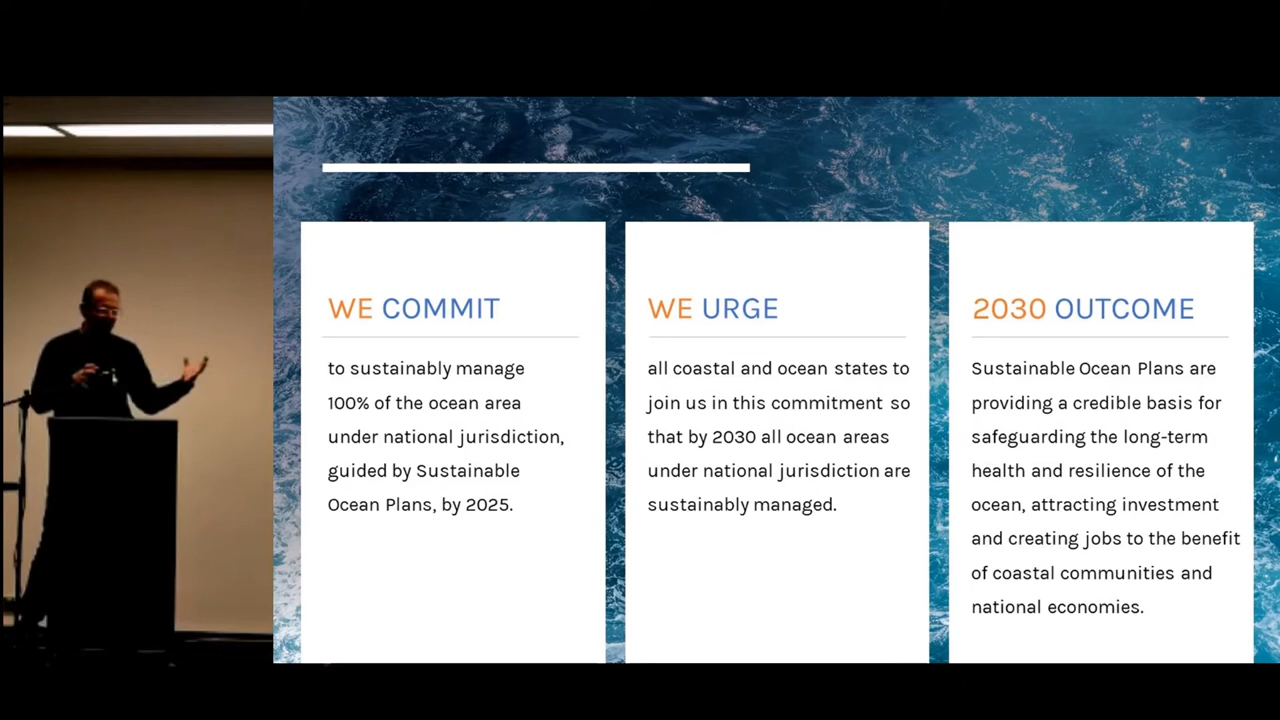 WE COMMIT
to sustainably manage
100% of the ocean area
under national jurisdiction,
guided by Sustainable
Ocean Plans, by 2025.
WE URGE
all coastal and ocean states to
join us in this commitment so
that by 2030 all ocean areas
under national jurisdiction are
sustainably managed.
2030 OUTCOME
Sustainable Ocean Plans are
providing a credible basis for
safeguarding the long-term
health and resilience of the
ocean, attracting investment
and creating jobs to the benefit
of coastal communities and
national economies.